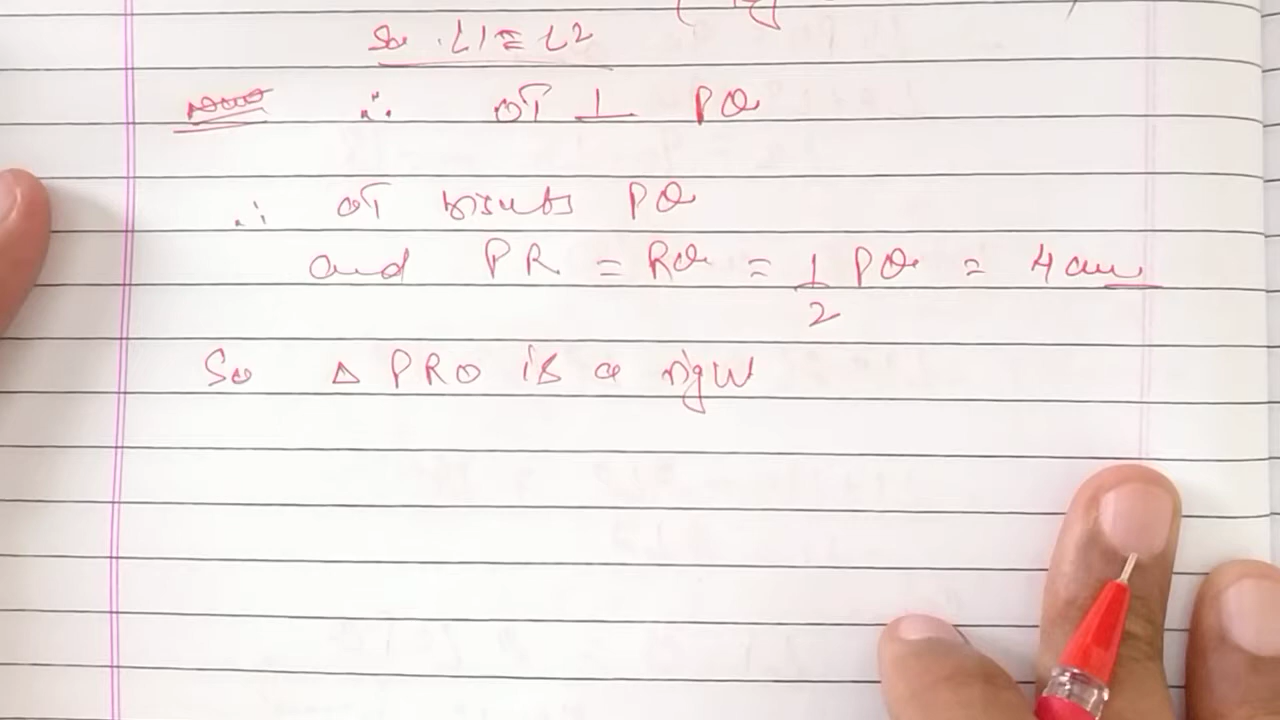 So ∠1 ≅ ∠2
∴ OT ⊥ PQ
∴ OT bisects PQ
and PR = RQ = 1/2 PQ = 4 cm
So △ PRO is a right